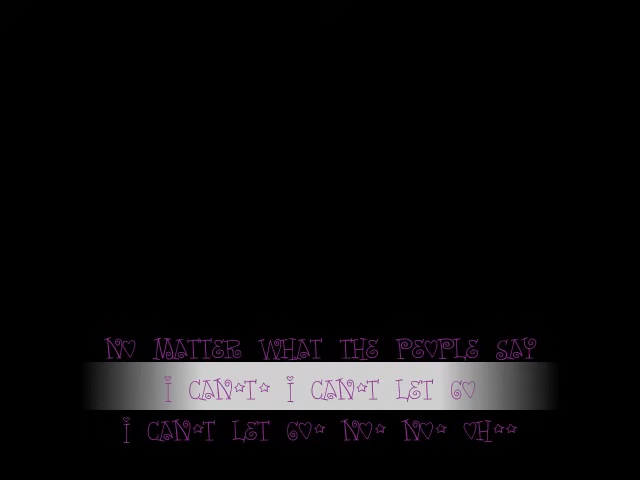 NO MATTER WHAT THE PEOPLE SAY
I CAN*T* I CAN*T LET GO
I CAN*T LET GO* NO* NO* OH**